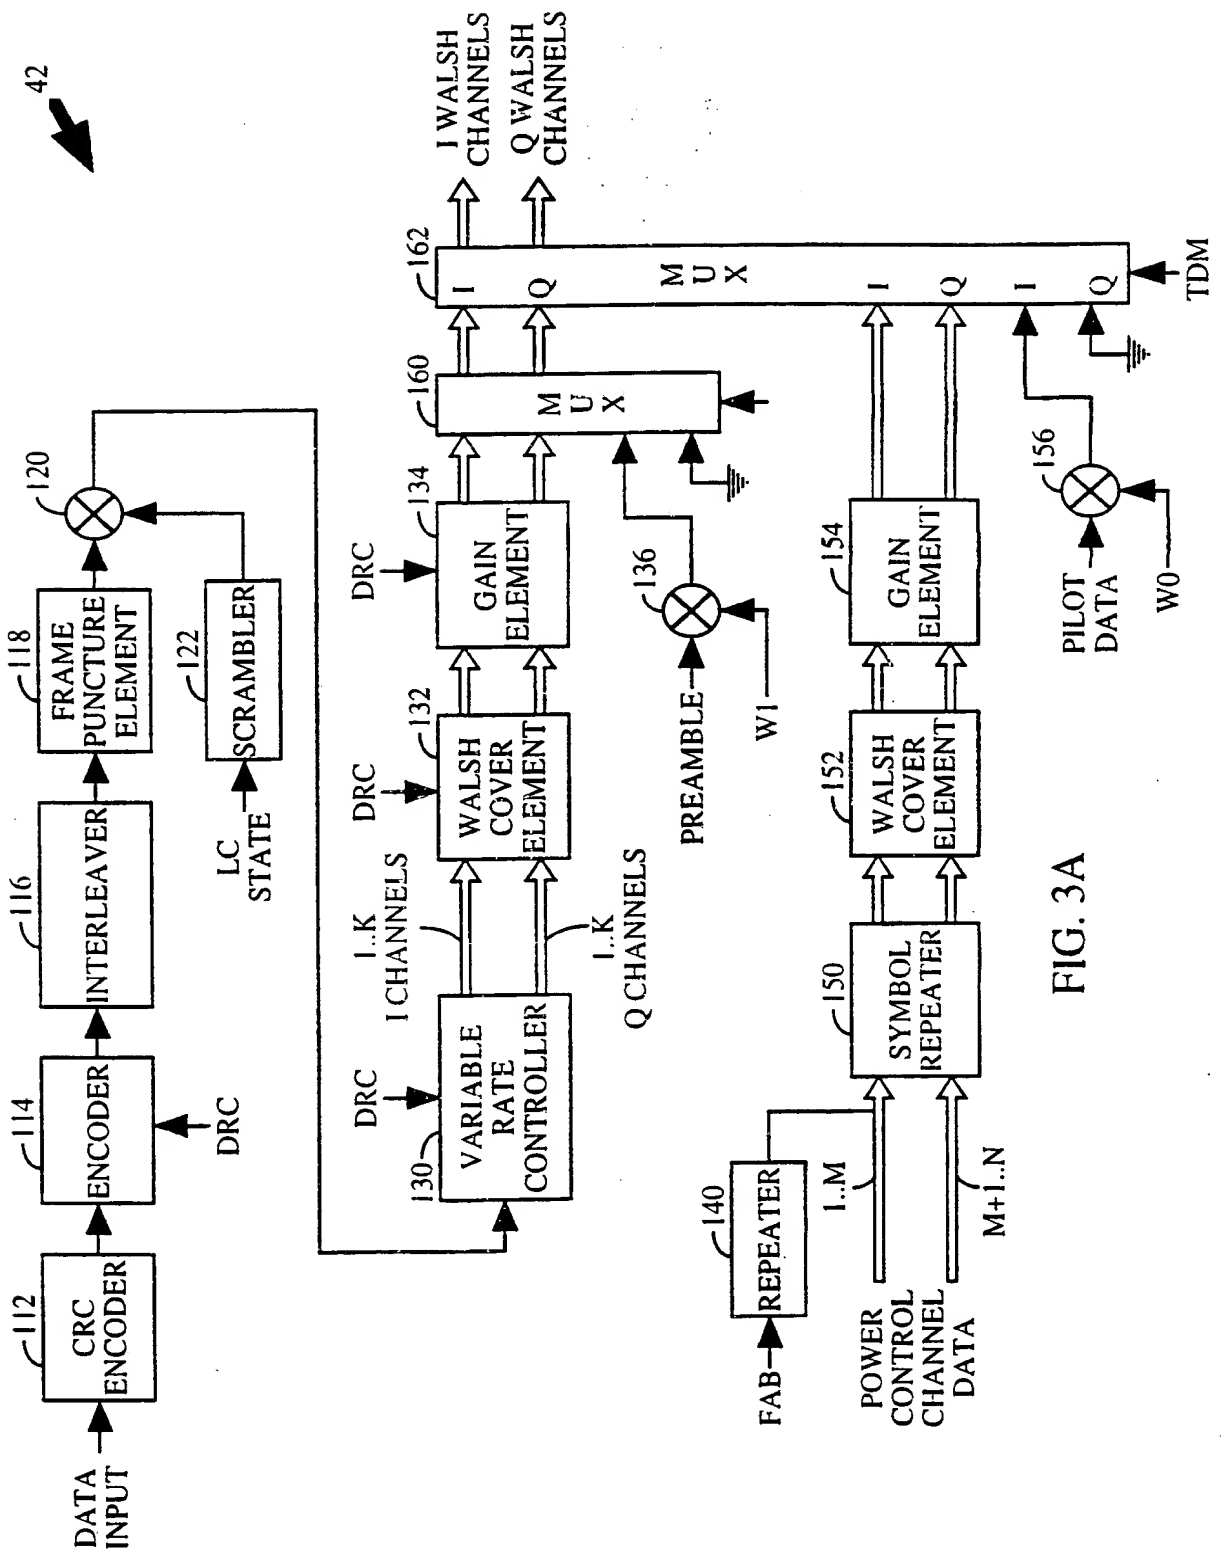 42
112
CRC
ENCODER
114
ENCODER
116
INTERLEAVER
118
FRAME
PUNCTURE
ELEMENT
120
DATA
INPUT
DRC
LC
STATE
122
SCRAMBLER
DRC
130
VARIABLE
RATE
CONTROLLER
1..K
I CHANNELS
1..K
Q CHANNELS
DRC
132
WALSH
COVER
ELEMENT
DRC
134
GAIN
ELEMENT
160
MUX
162
I
Q
MUX
I
Q
I
Q
I WALSH
CHANNELS
Q WALSH
CHANNELS
PREAMBLE
136
W1
FAB
140
REPEATER
POWER
CONTROL
CHANNEL
DATA
1..M
M+1..N
150
SYMBOL
REPEATER
152
WALSH
COVER
ELEMENT
154
GAIN
ELEMENT
PILOT
DATA
156
W0
TDM
FIG. 3A